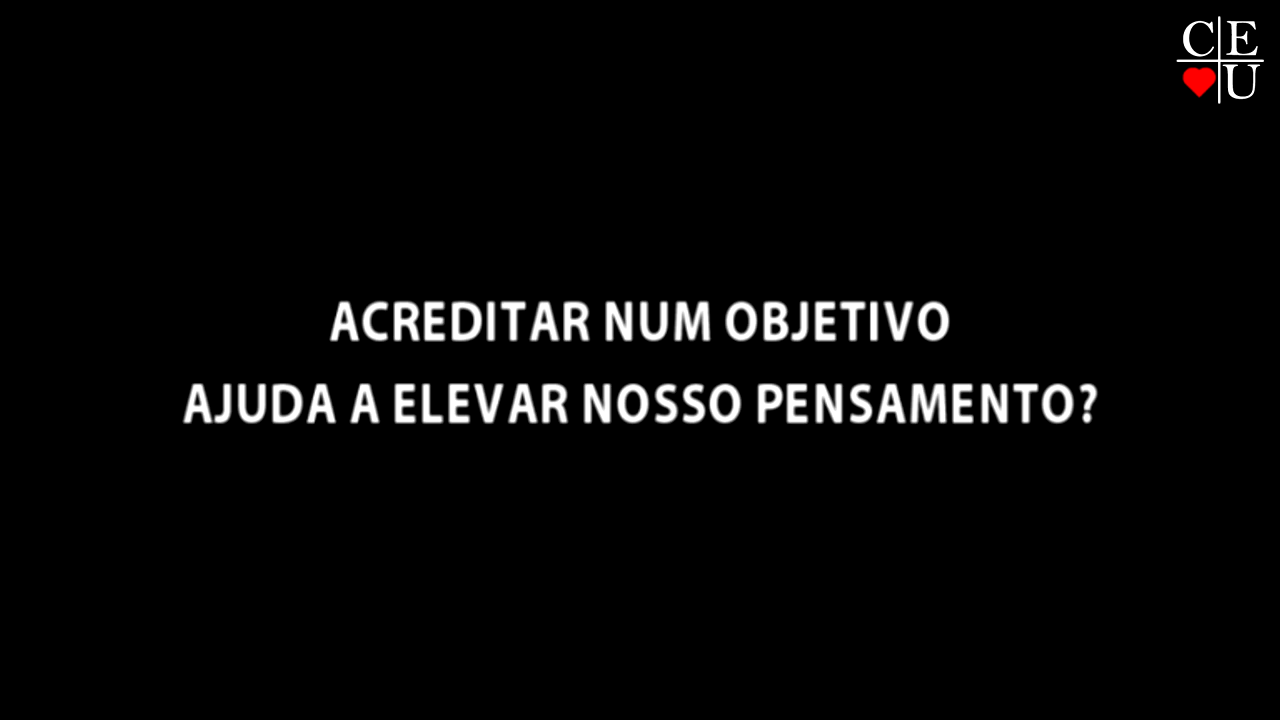 CE
U
ACREDITAR NUM OBJETIVO
AJUDA A ELEVAR NOSSO PENSAMENTO?